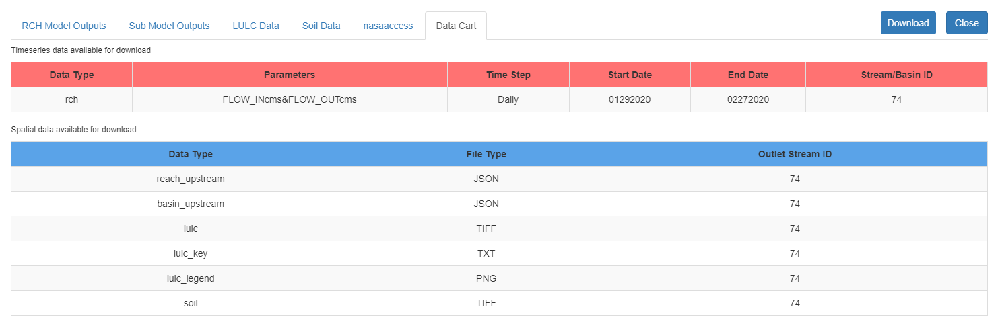 RCH Model Outputs Sub Model Outputs LULC Data Soil Data nasaaccess Data Cart Download Close
Timeseries data available for download
Data Type Parameters Time Step Start Date End Date Stream/Basin ID
rch FLOW_INcms&FLOW_OUTcms Daily 01292020 02272020 74
Spatial data available for download
Data Type File Type Outlet Stream ID
reach_upstream JSON 74
basin_upstream JSON 74
lulc TIFF 74
lulc_key TXT 74
lulc_legend PNG 74
soil TIFF 74